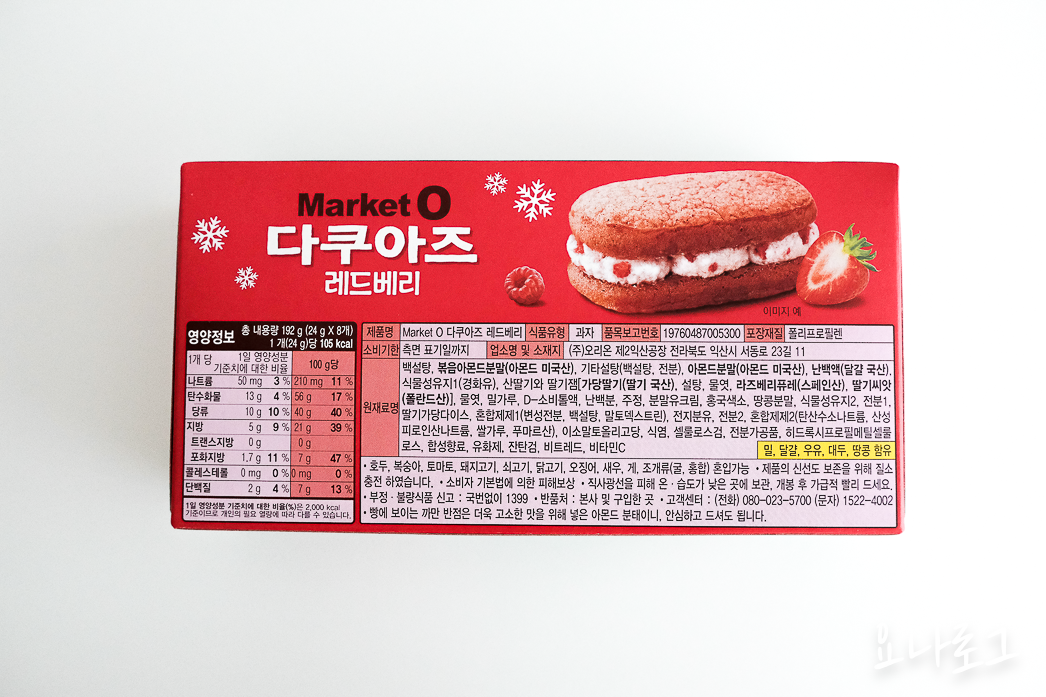 Market O
다쿠아즈
레드베리
이미지 예
영양정보 총 내용량 192 g (24 g X 8개)
1개(24 g)당 105 kcal
1개 당 1일 영양성분 기준치에 대한 비율 100 g당
나트륨 50 mg 3 % 210 mg 11 %
탄수화물 13 g 4 % 56 g 17 %
당류 10 g 10 % 40 g 40 %
지방 5 g 9 % 21 g 39 %
트랜스지방 0 g 0 g
포화지방 1.7 g 11 % 7 g 47 %
콜레스테롤 0 mg 0 % 0 mg 0 %
단백질 2 g 4 % 7 g 13 %
1일 영양성분 기준치에 대한 비율(%)은 2,000 kcal
기준이므로 개인의 필요 열량에 따라 다를 수 있습니다.
제품명 Market O 다쿠아즈 레드베리 식품유형 과자 품목보고번호 19760487005300 포장재질 폴리프로필렌
소비기한 측면 표기일까지 업소명 및 소재지 (주)오리온 제2익산공장 전라북도 익산시 서동로 23길 11
원재료명 백설탕, 볶음아몬드분말(아몬드 미국산), 기타설탕(백설탕, 전분), 아몬드분말(아몬드 미국산), 난백액(달걀 국산),
식물성유지1(경화유), 산딸기와 딸기잼[가당딸기(딸기 국산), 설탕, 물엿, 라즈베리퓨레(스페인산), 딸기씨앗
(폴란드산)], 물엿, 밀가루, D-소비톨액, 난백분, 주정, 분말유크림, 홍국색소, 땅콩분말, 식물성유지2, 전분1,
딸기가당다이스, 혼합제제1(변성전분, 백설탕, 말토덱스트린), 전지분유, 전분2, 혼합제제2(탄산수소나트륨, 산성
피로인산나트륨, 쌀가루, 푸마르산), 이소말토올리고당, 식염, 셀룰로스검, 전분가공품, 히드록시프로필메틸셀룰
로스, 합성향료, 유화제, 잔탄검, 비트레드, 비타민C
밀, 달걀, 우유, 대두, 땅콩 함유
• 호두, 복숭아, 토마토, 돼지고기, 쇠고기, 닭고기, 오징어, 새우, 게, 조개류(굴, 홍합) 혼입가능 • 제품의 신선도 보존을 위해 질소
충전 하였습니다. • 소비자 기본법에 의한 피해보상 • 직사광선을 피해 온 · 습도가 낮은 곳에 보관, 개봉 후 가급적 빨리 드세요.
• 부정 · 불량식품 신고 : 국번없이 1399 • 반품처 : 본사 및 구입한 곳 • 고객센터 : (전화) 080-023-5700 (문자) 1522-4002
• 빵에 보이는 까만 반점은 더욱 고소한 맛을 위해 넣은 아몬드 분태이니, 안심하고 드셔도 됩니다.
요나로그